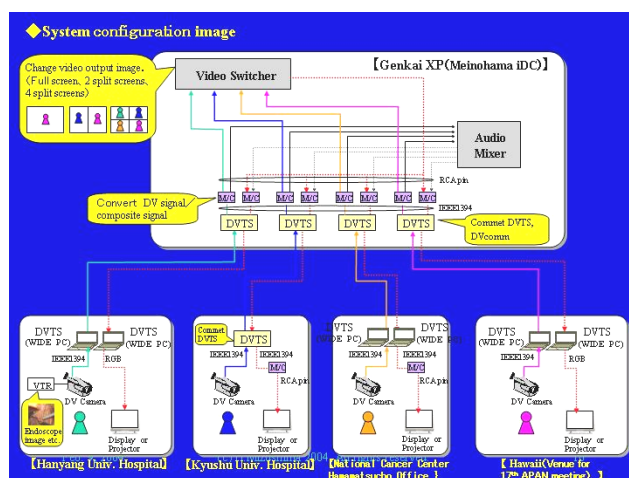 ◆System configuration image
Change video output image.
(Full screen, 2 split screens,
4 split screens)
Video Switcher
【Genkai XP(Meinohama iDC)】
Audio
Mixer
RCApin
Convert DV signal/
composite signal
M/C M/C M/C M/C M/C M/C M/C M/C
IEEE1394
DVTS DVTS DVTS DVTS
Commet DVTS,
DVcomm
DVTS
(WIDE PC)
DVTS
(WIDE PC)
IEEE1394
RGB
VTR
DV Camera
Endoscope
image etc.
Display or
Projector
【Hanyang Univ. Hospital】
Commet
DVTS
DVTS
IEEE1394
IEEE1394
M/C
RCApin
DV Camera
Display or
Projector
【Kyushu Univ. Hospital】
DVTS
(WIDE PC)
DVTS
(WIDE PC)
IEEE1394
IEEE1394
M/C
RCApin
DV Camera
Display or
Projector
【National Cancer Center
Hamamatsucho Office 】
DVTS
(WIDE PC)
DVTS
(WIDE PC)
IEEE1394
RGB
DV Camera
Display or
Projector
【 Hawaii(Venue for
17th APAN meeting) 】